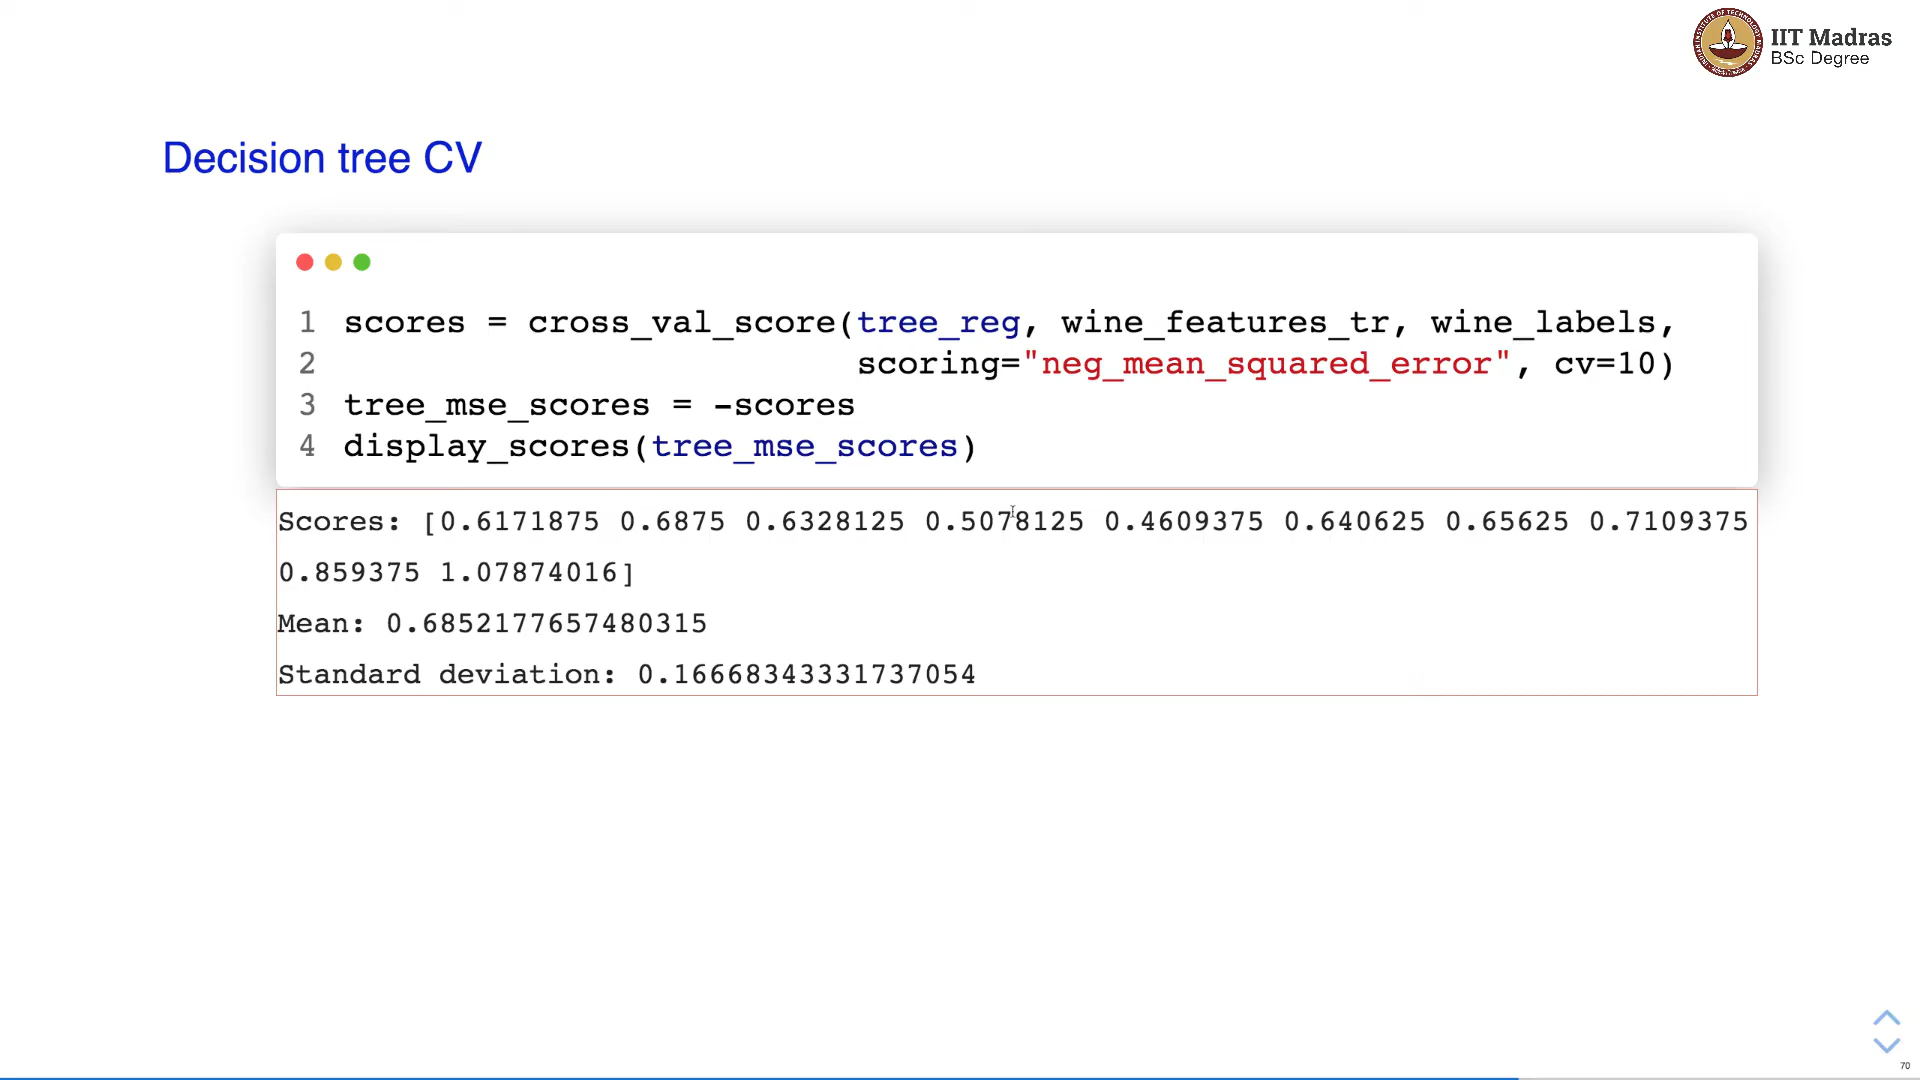 IIT Madras
BSc Degree
Decision tree CV
1 scores = cross_val_score(tree_reg, wine_features_tr, wine_labels,
2 scoring="neg_mean_squared_error", cv=10)
3 tree_mse_scores = -scores
4 display_scores(tree_mse_scores)
Scores: [0.6171875 0.6875 0.6328125 0.5078125 0.4609375 0.640625 0.65625 0.7109375
0.859375 1.07874016]
Mean: 0.6852177657480315
Standard deviation: 0.16668343331737054
70